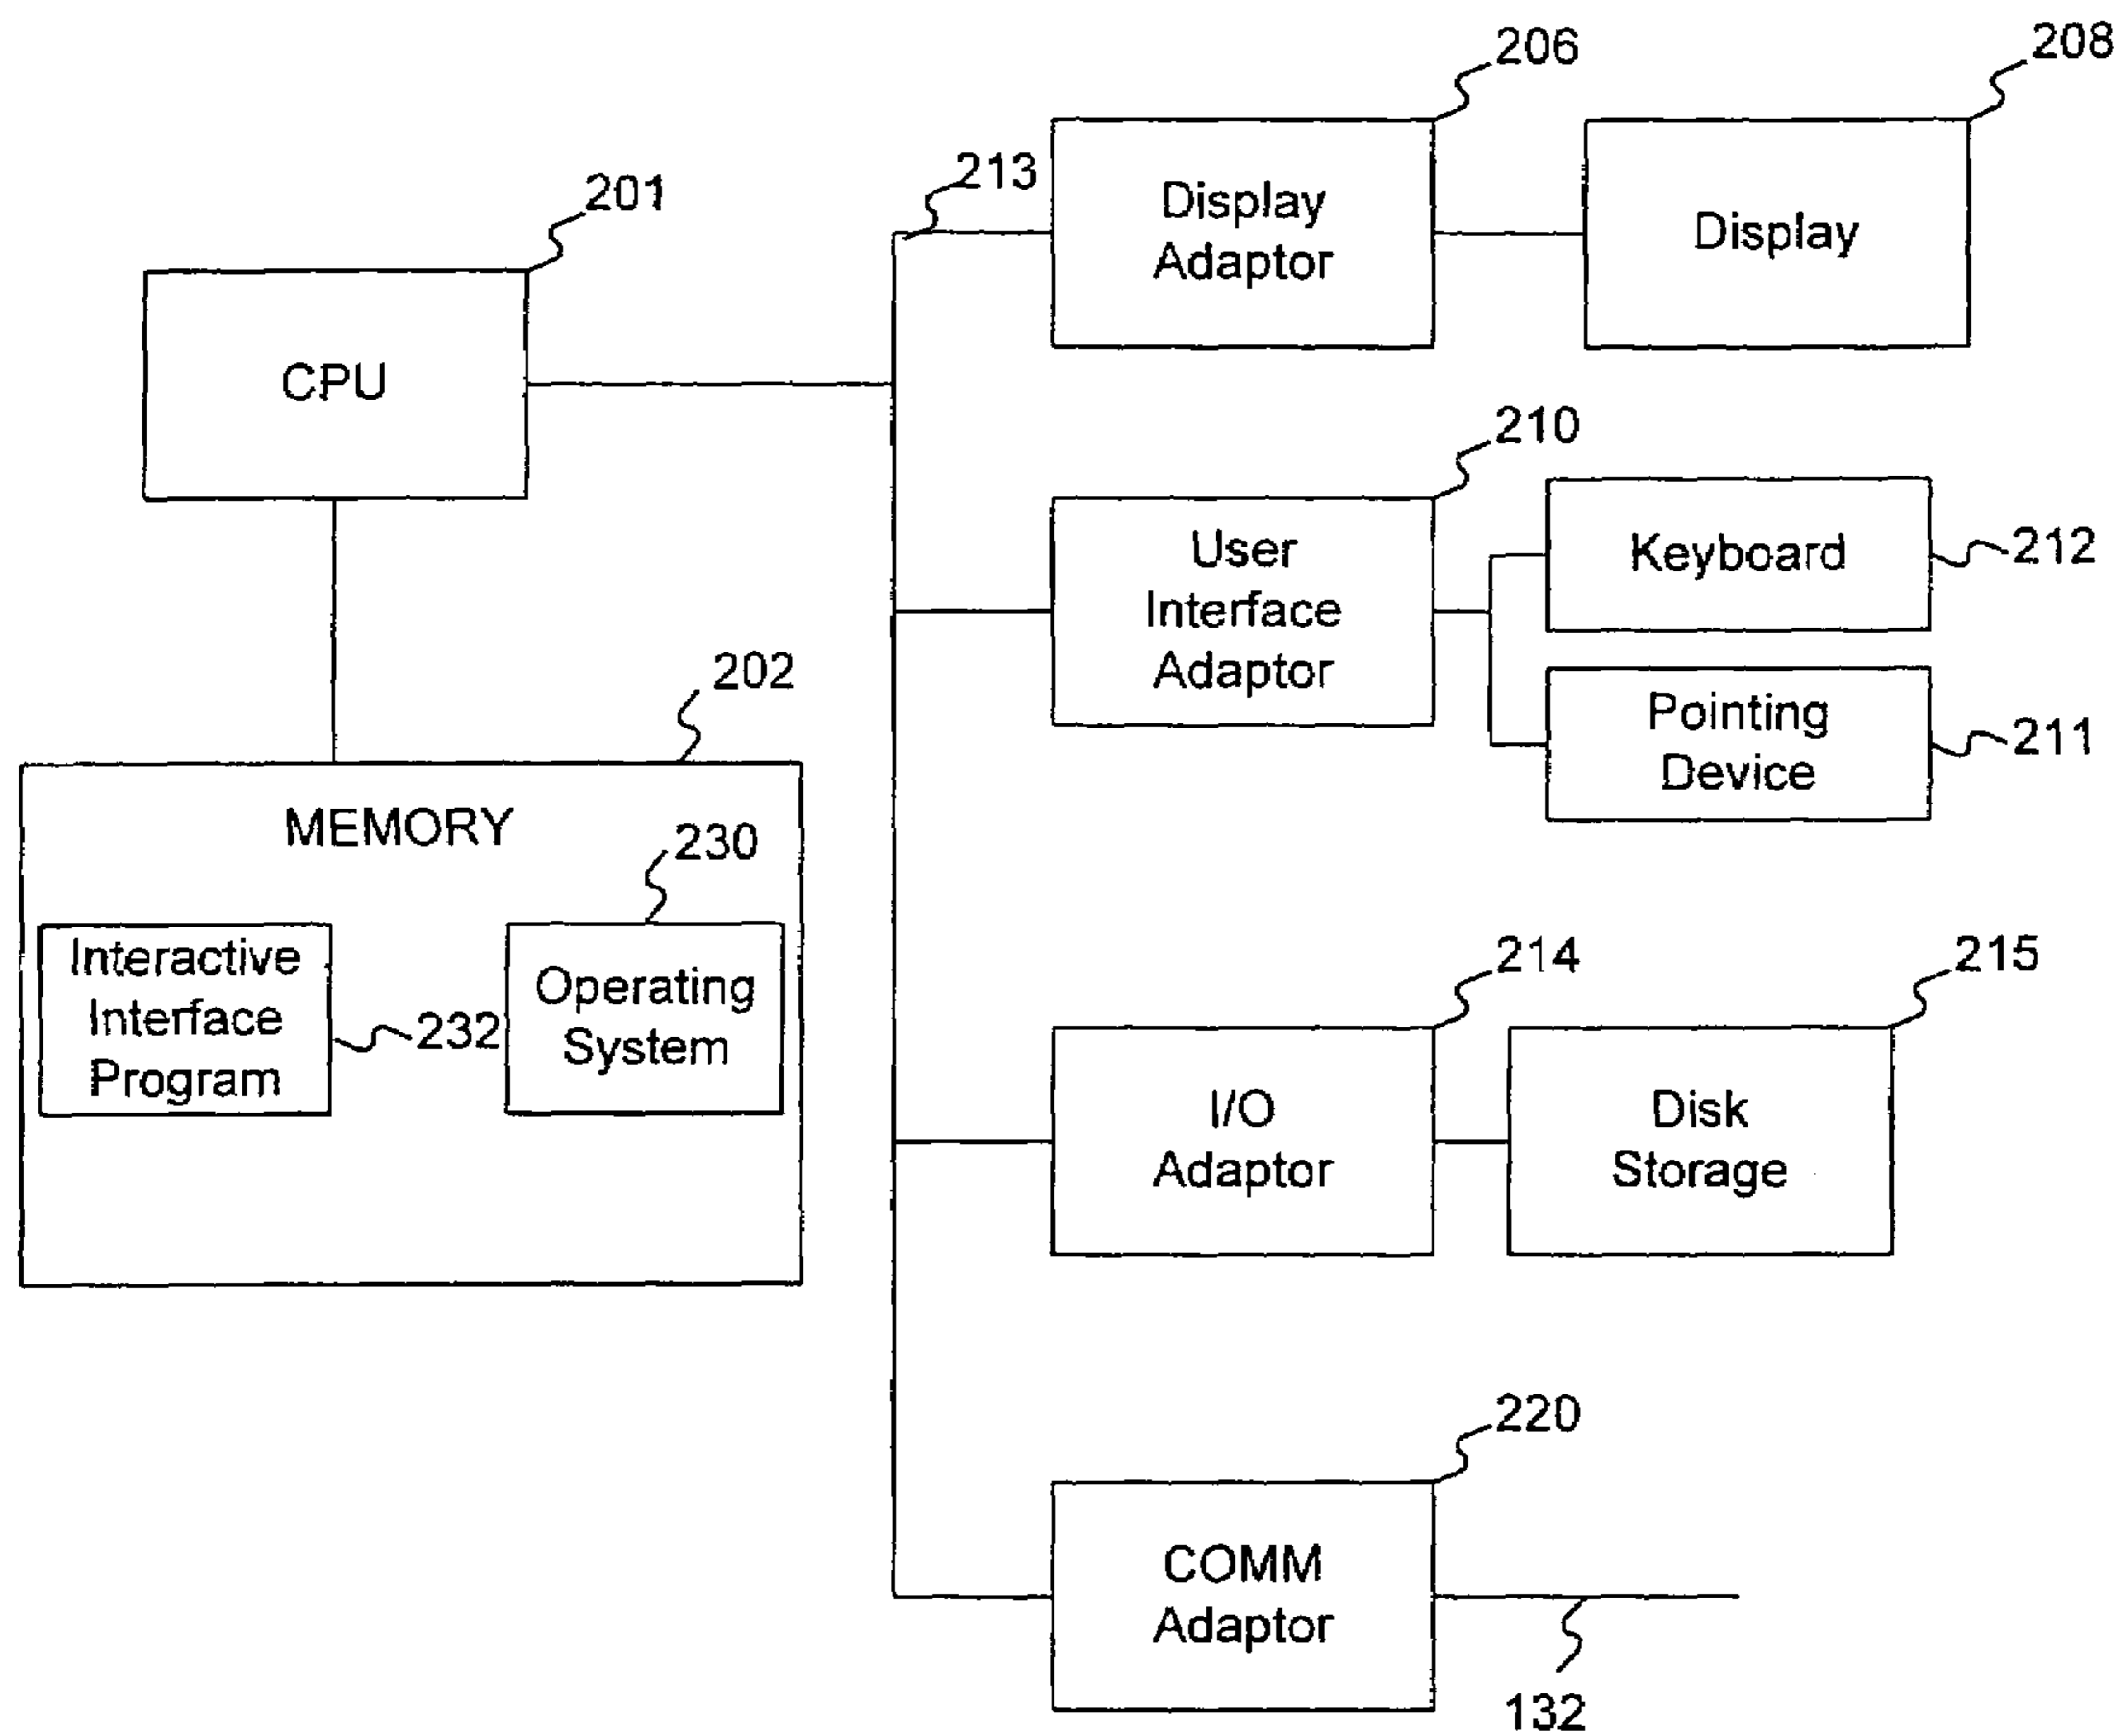 206
208
213
201
Display
Adaptor
Display
CPU
210
User
Interface
Adaptor
Keyboard
212
202
Pointing
Device
211
MEMORY
230
Interactive
Interface
Program
232
Operating
System
214
215
I/O
Adaptor
Disk
Storage
220
COMM
Adaptor
132